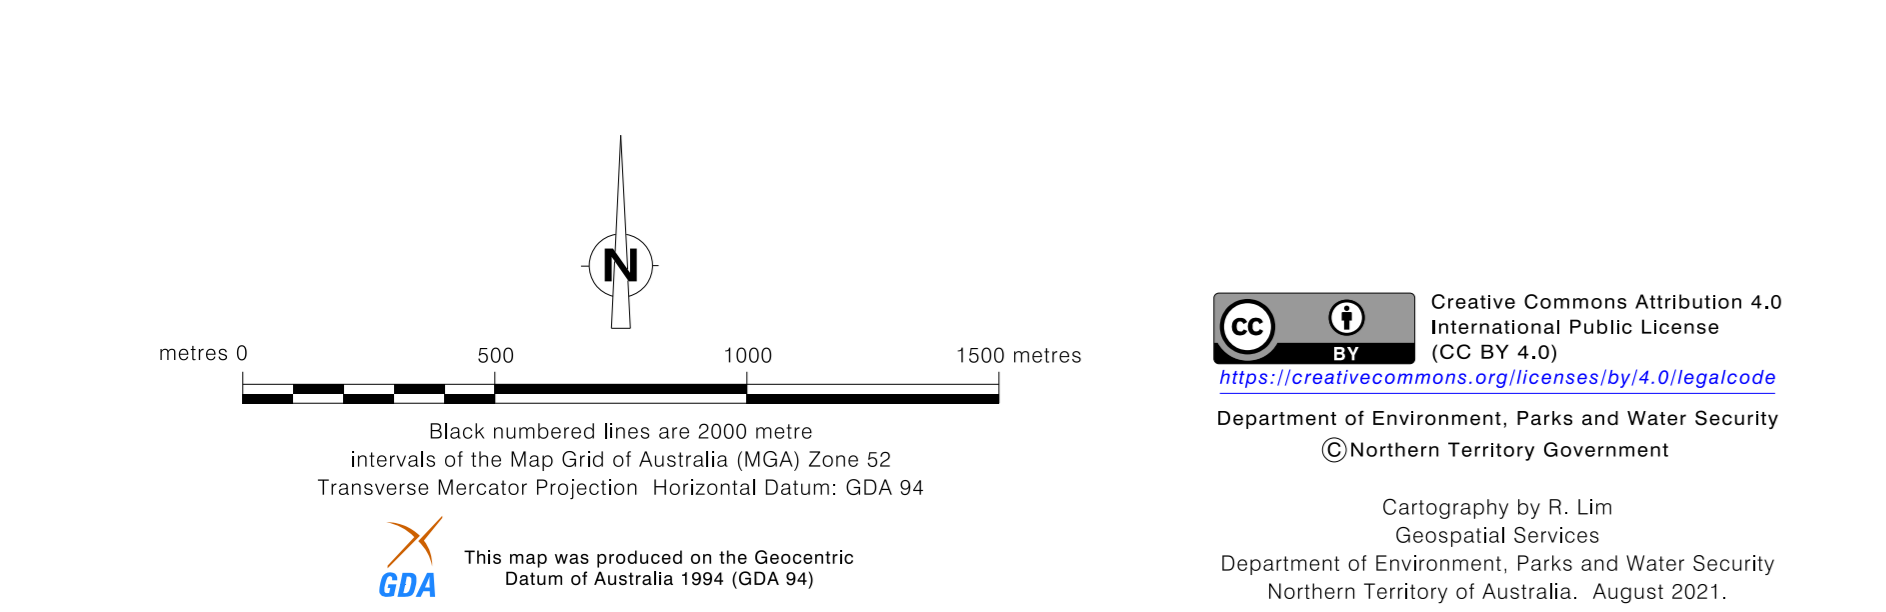 N
metres 0 500 1000 1500 metres
Black numbered lines are 2000 metre
intervals of the Map Grid of Australia (MGA) Zone 52
Transverse Mercator Projection Horizontal Datum: GDA 94
GDA
This map was produced on the Geocentric
Datum of Australia 1994 (GDA 94)
cc
BY
Creative Commons Attribution 4.0
International Public License
(CC BY 4.0)
https://creativecommons.org/licenses/by/4.0/legalcode
Department of Environment, Parks and Water Security
©Northern Territory Government
Cartography by R. Lim
Geospatial Services
Department of Environment, Parks and Water Security
Northern Territory of Australia. August 2021.